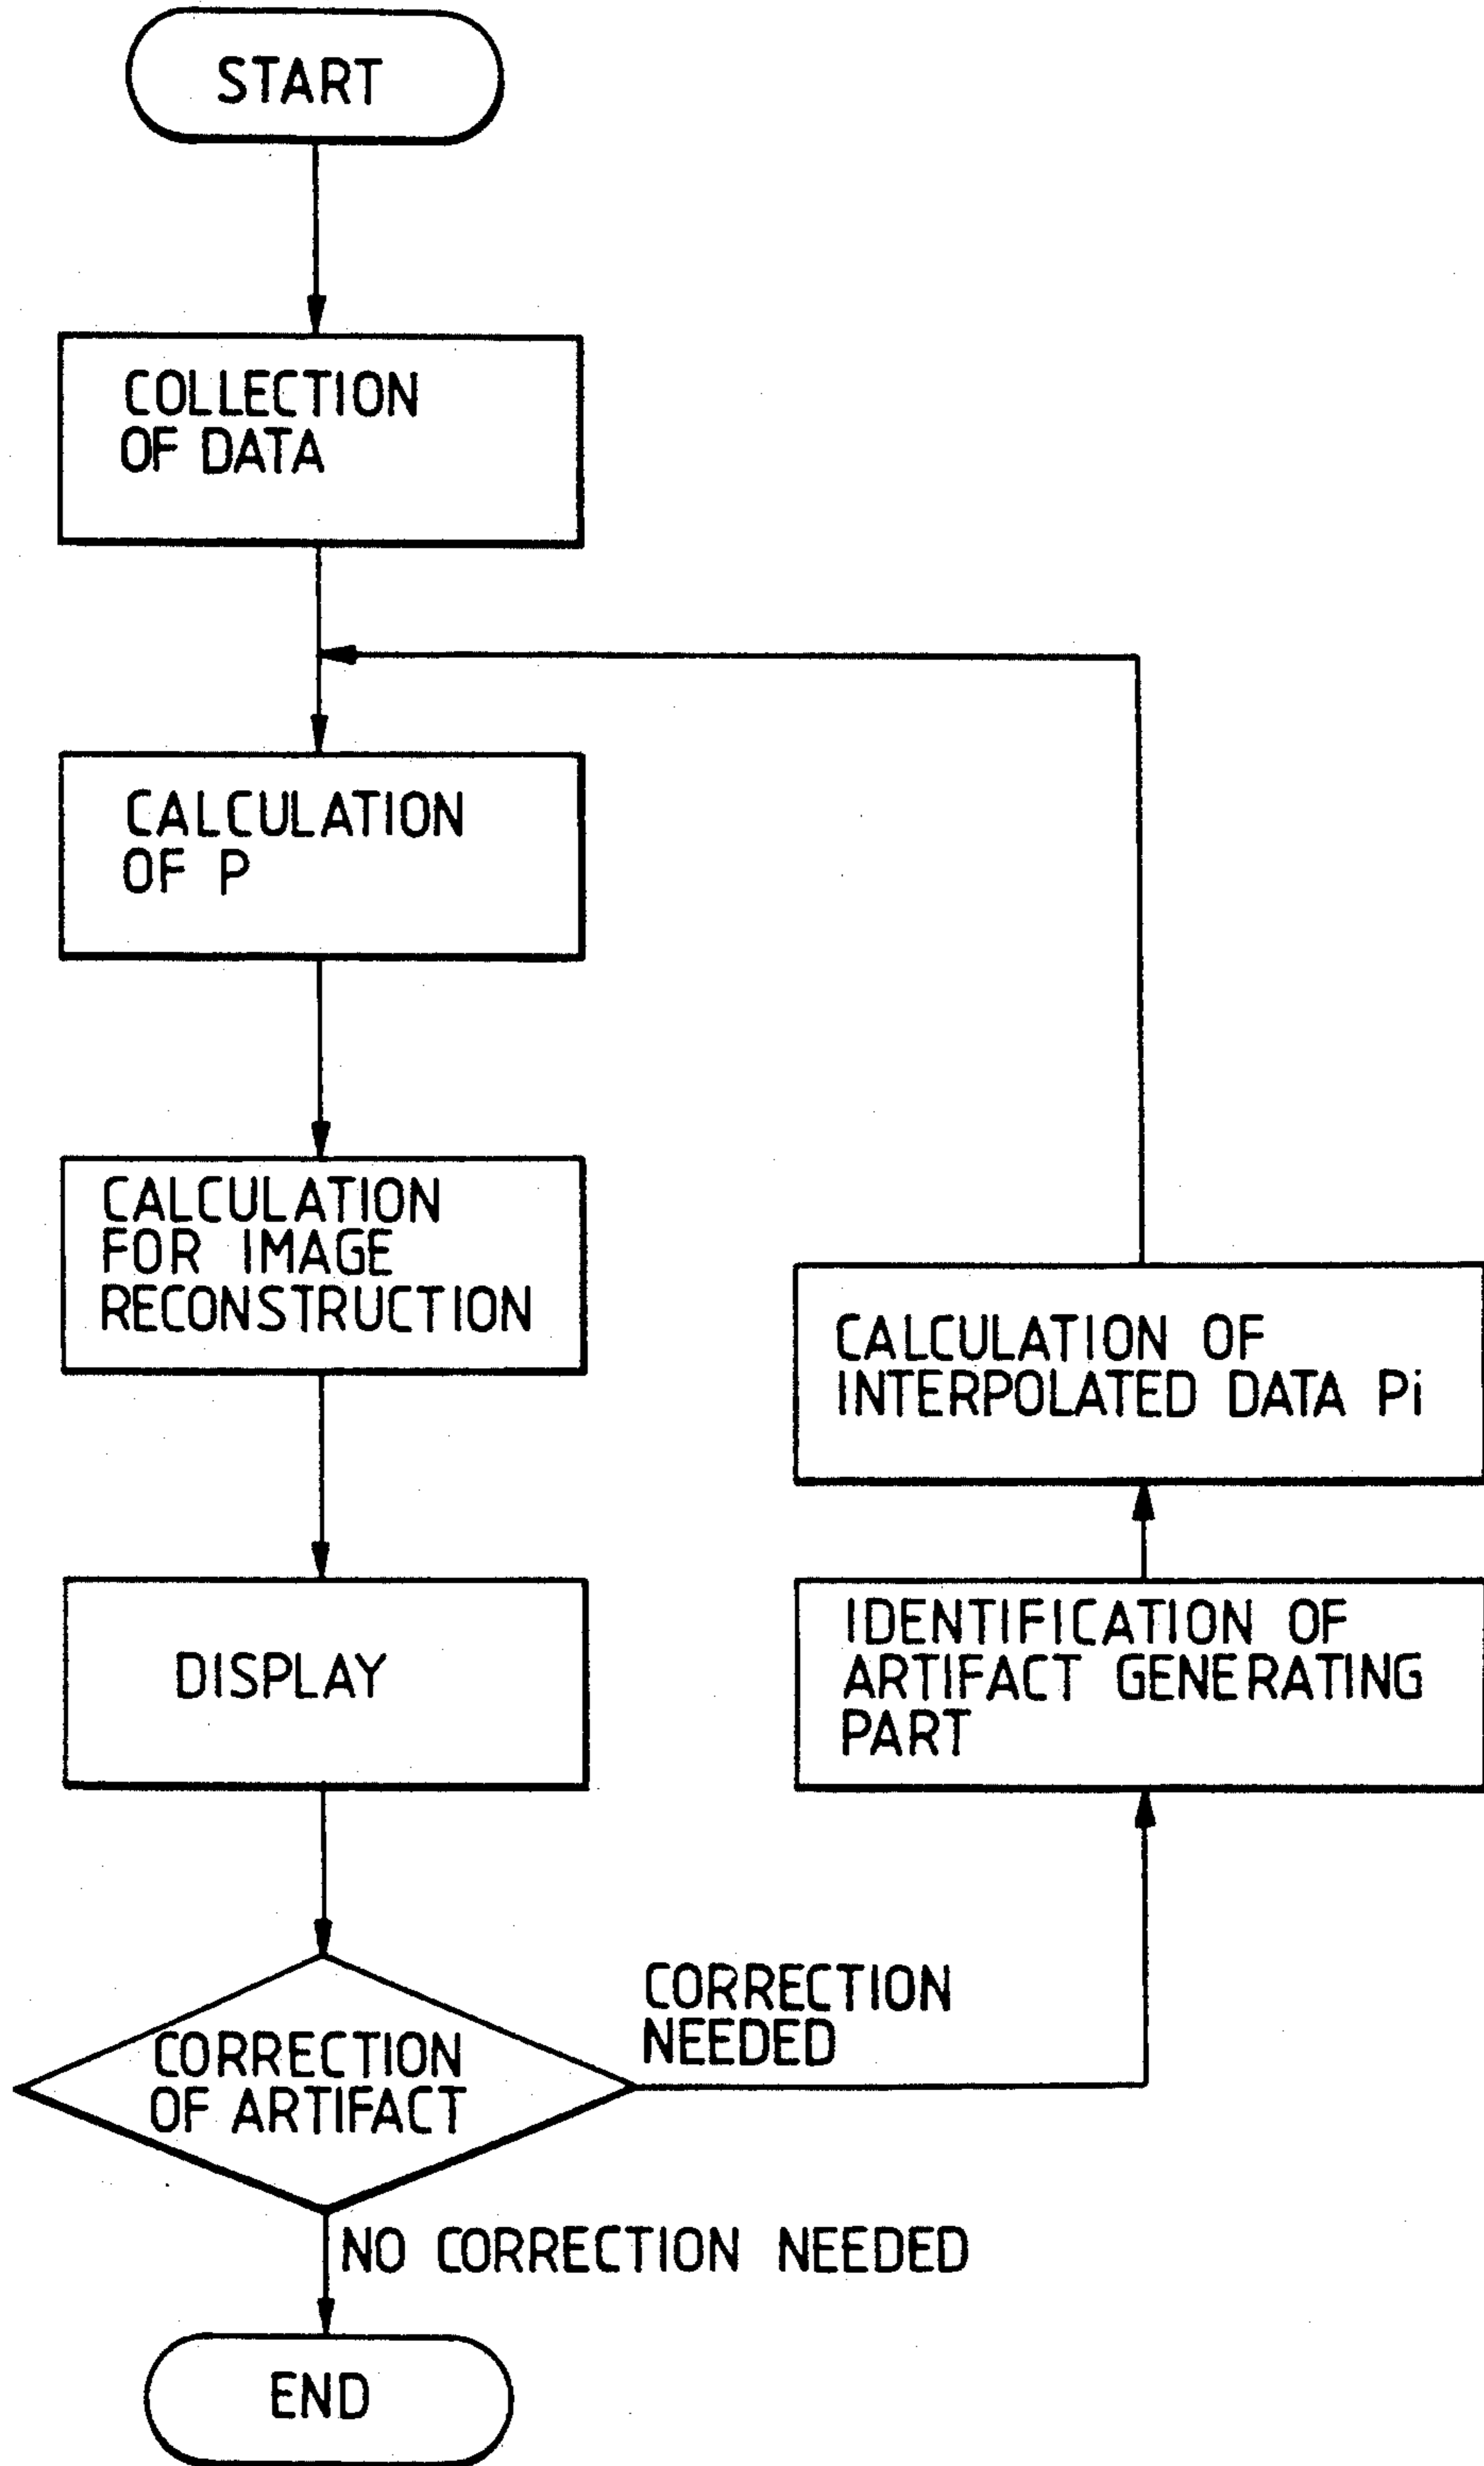 START
COLLECTION
OF DATA
CALCULATION
OF P
CALCULATION
FOR IMAGE
RECONSTRUCTION
DISPLAY
CORRECTION
OF ARTIFACT
CORRECTION
NEEDED
IDENTIFICATION OF
ARTIFACT GENERATING
PART
CALCULATION OF
INTERPOLATED DATA Pi
NO CORRECTION NEEDED
END